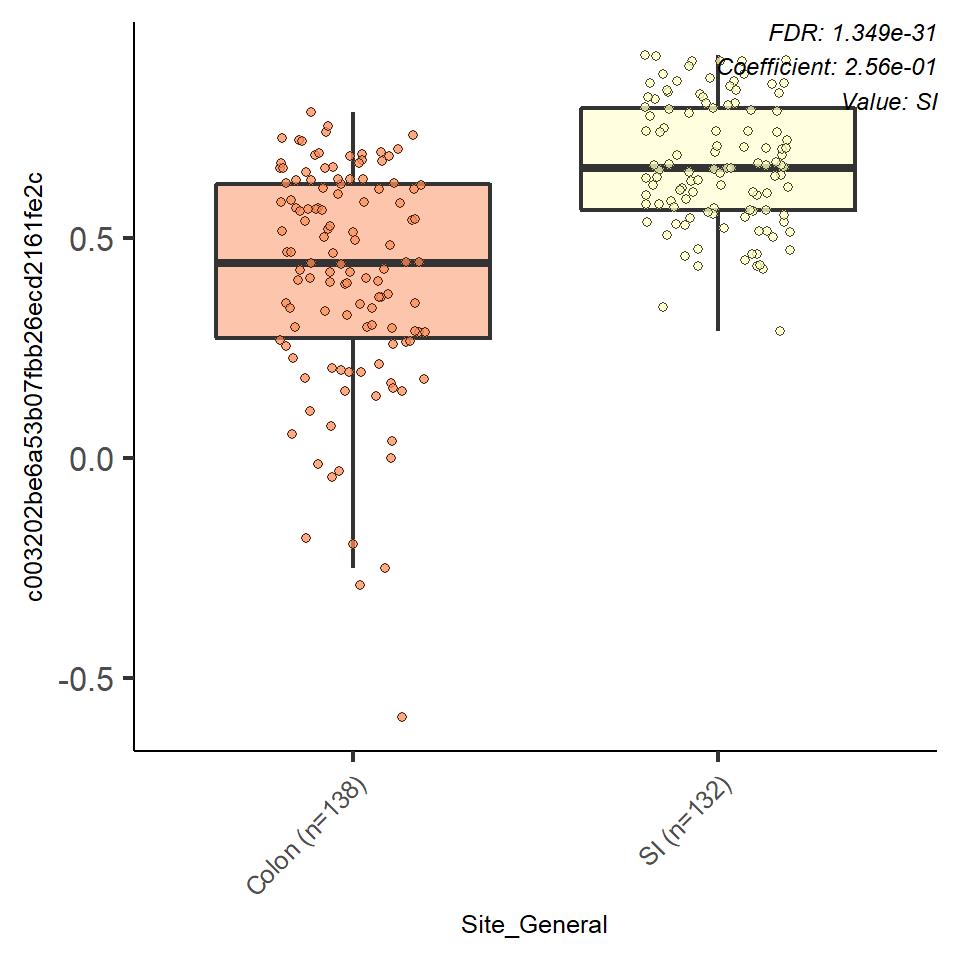 FDR: 1.349e-31
Coefficient: 2.56e-01
Value: SI
c003202be6a53b07fbb26ecd2161fe2c
0.5
0.0
-0.5
Colon (n=138)
SI (n=132)
Site_General